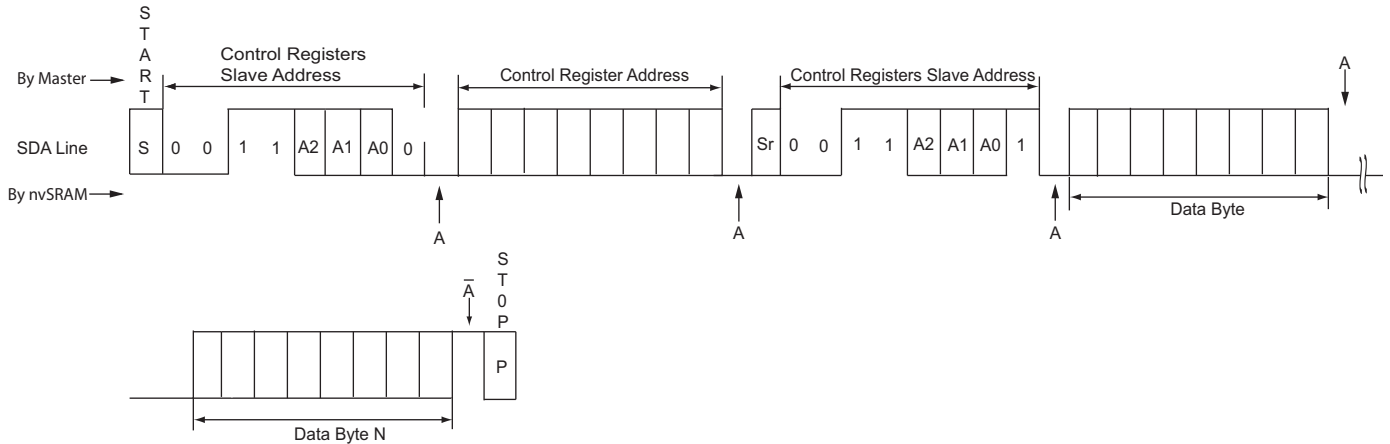 START
By Master
Control Registers
Slave Address
Control Register Address
Control Registers Slave Address
A
SDA Line
S 0 0 1 1 A2 A1 A0 0
Sr 0 0 1 1 A2 A1 A0 1
By nvSRAM
A
A
A
Data Byte
ST0P
A̅
P
Data Byte N